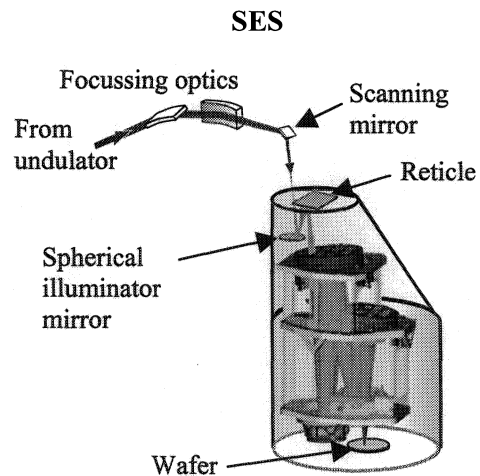 SES
Focussing optics
From
undulator
Scanning
mirror
Reticle
Spherical
illuminator
mirror
Wafer